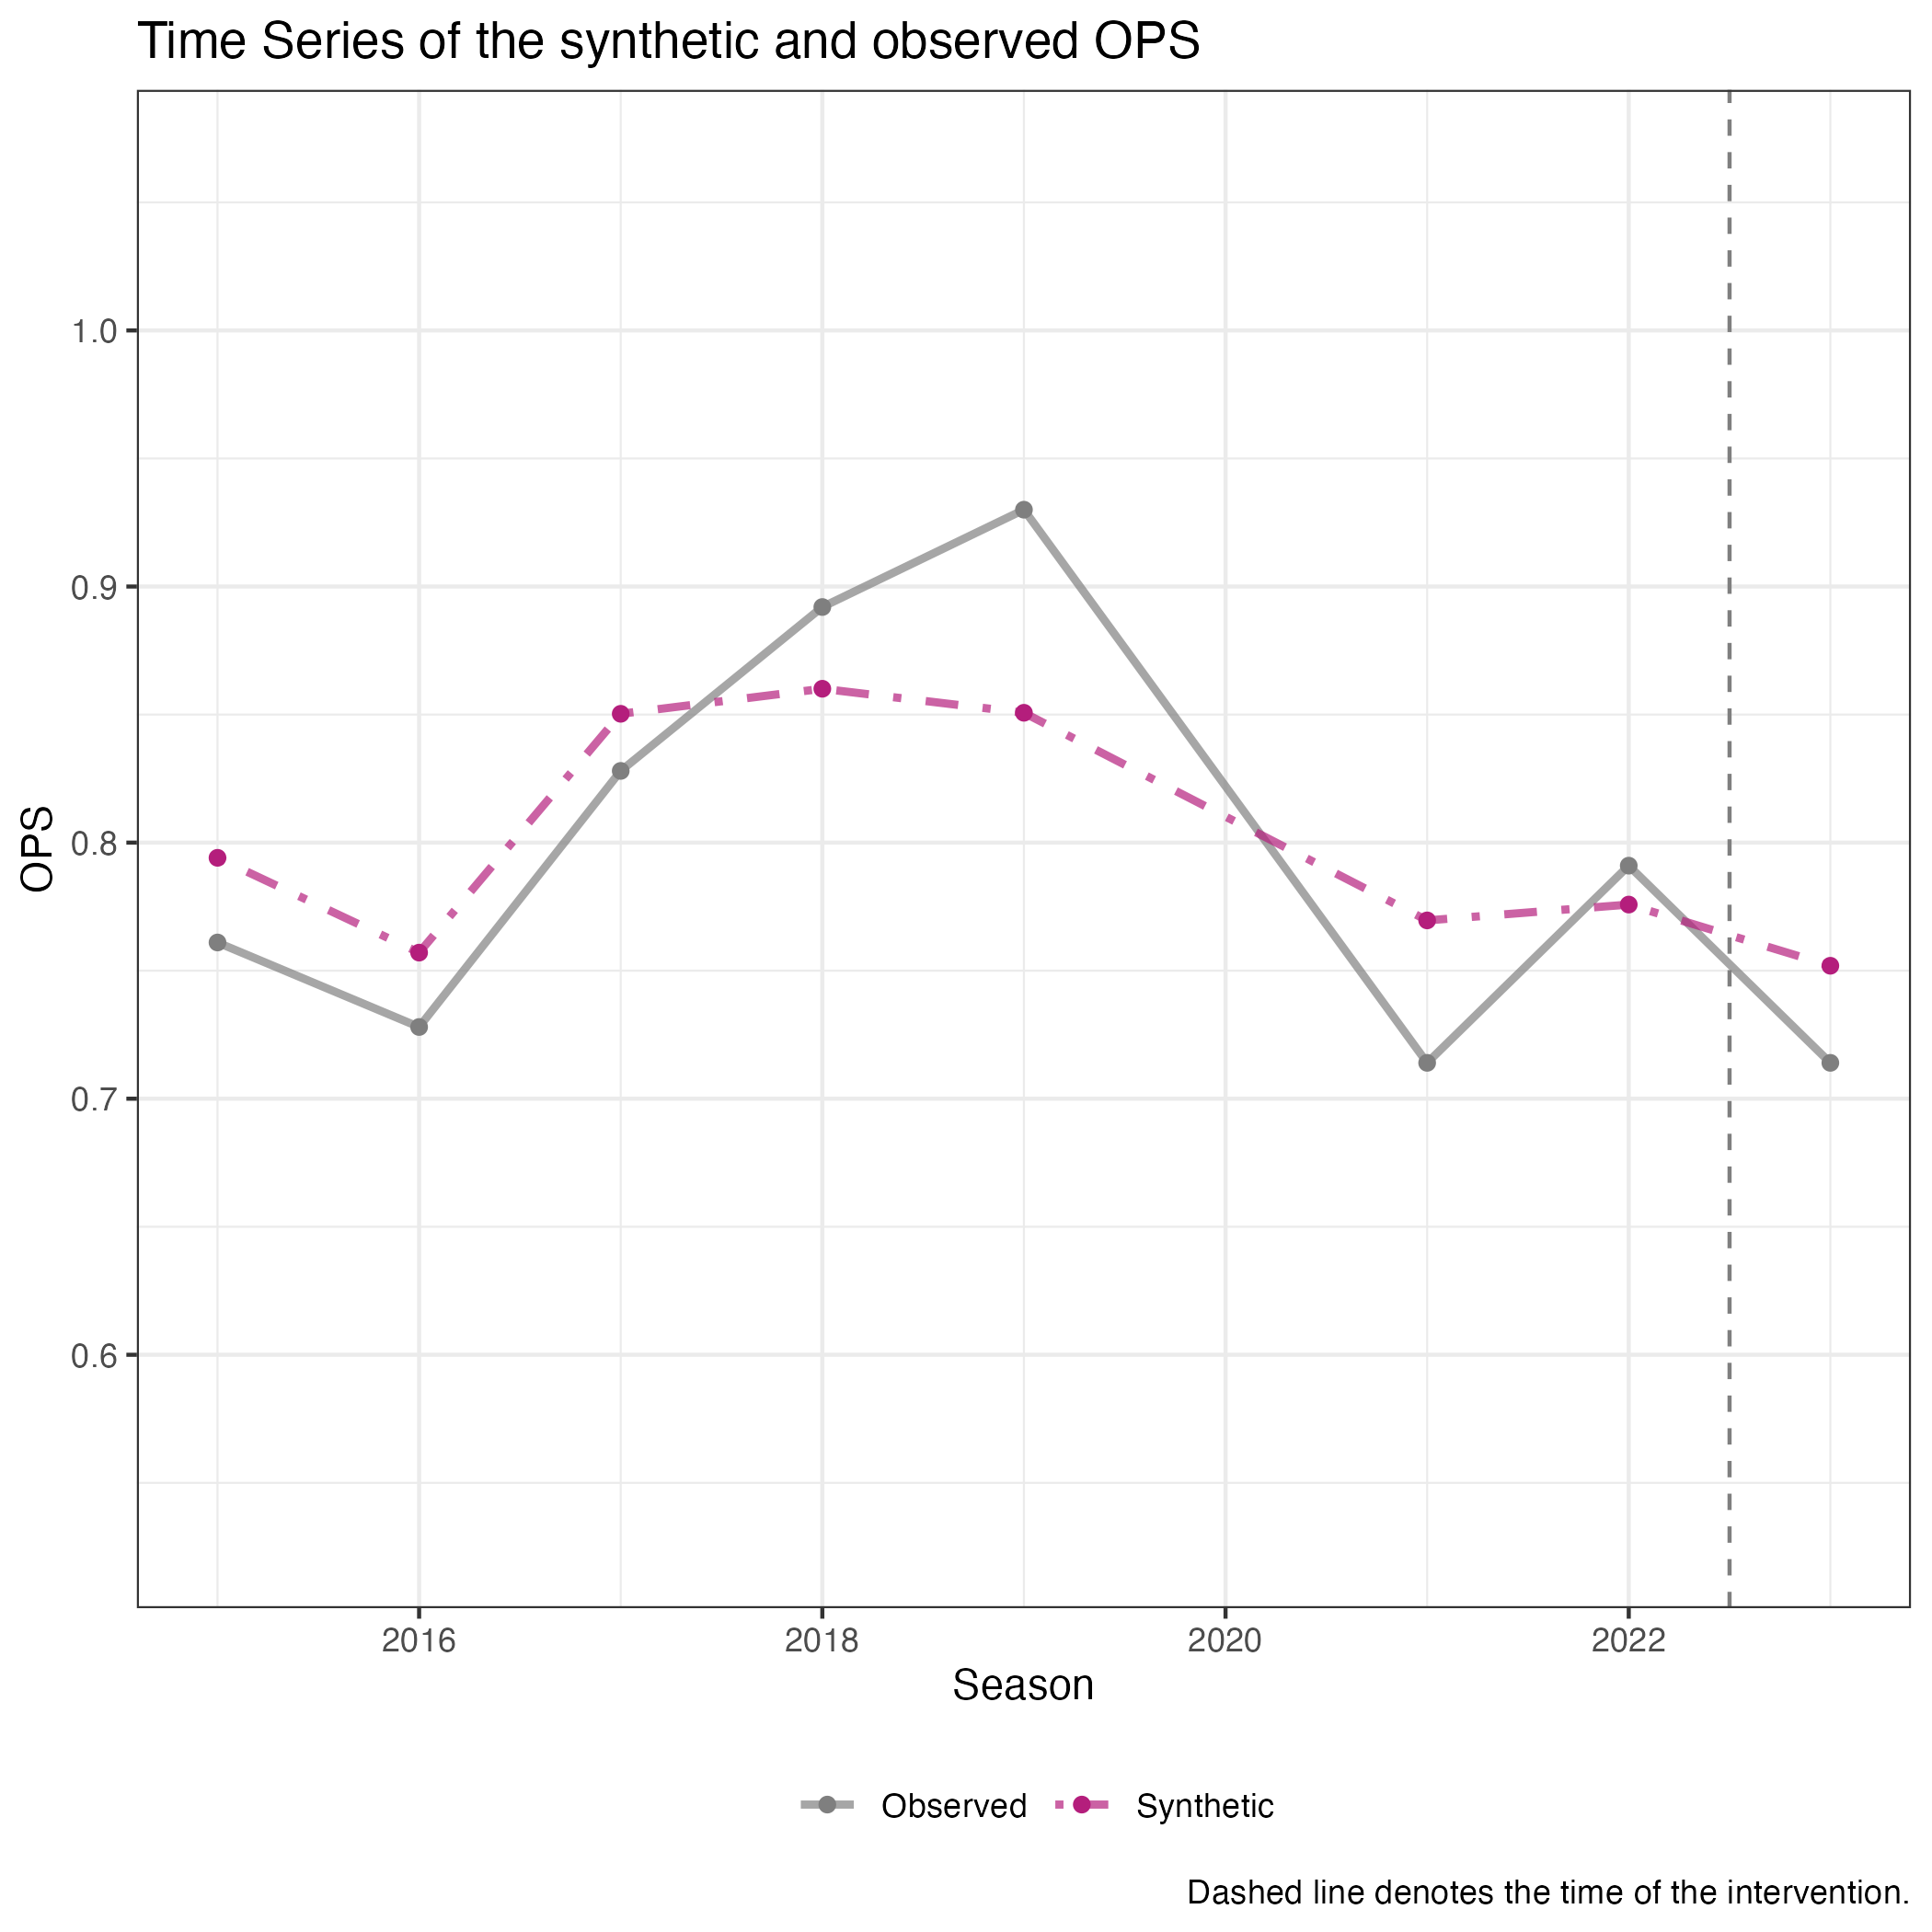 Time Series of the synthetic and observed OPS
OPS
1.0
0.9
0.8
0.7
0.6
2016 2018 2020 2022
Season
Observed Synthetic
Dashed line denotes the time of the intervention.